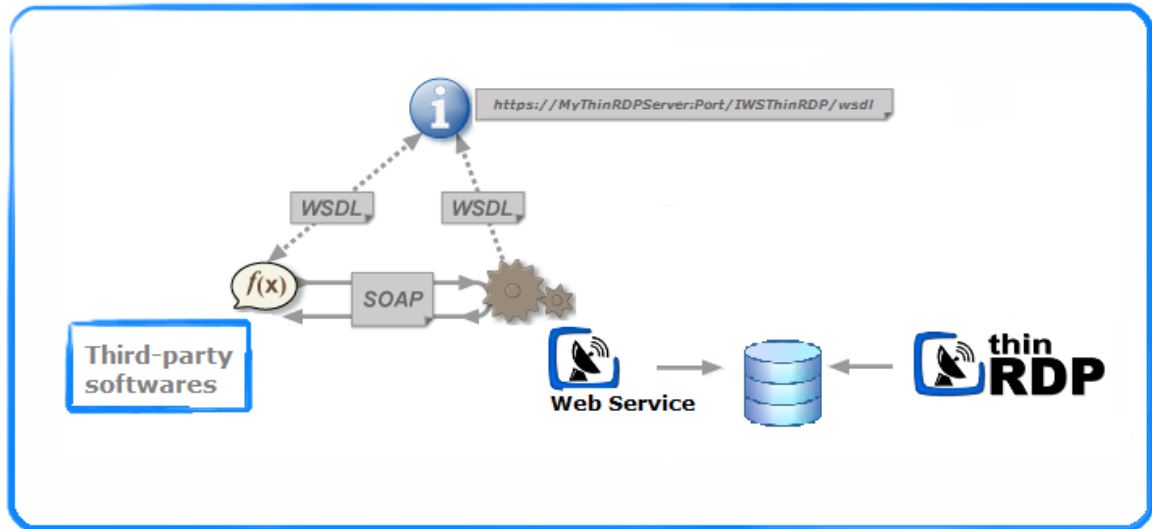 i
https://MyThinRDPServer:Port/IWSThinRDP/wsdl
WSDL
WSDL
f(x)
SOAP
Third-party
softwares
Web Service
thin
RDP